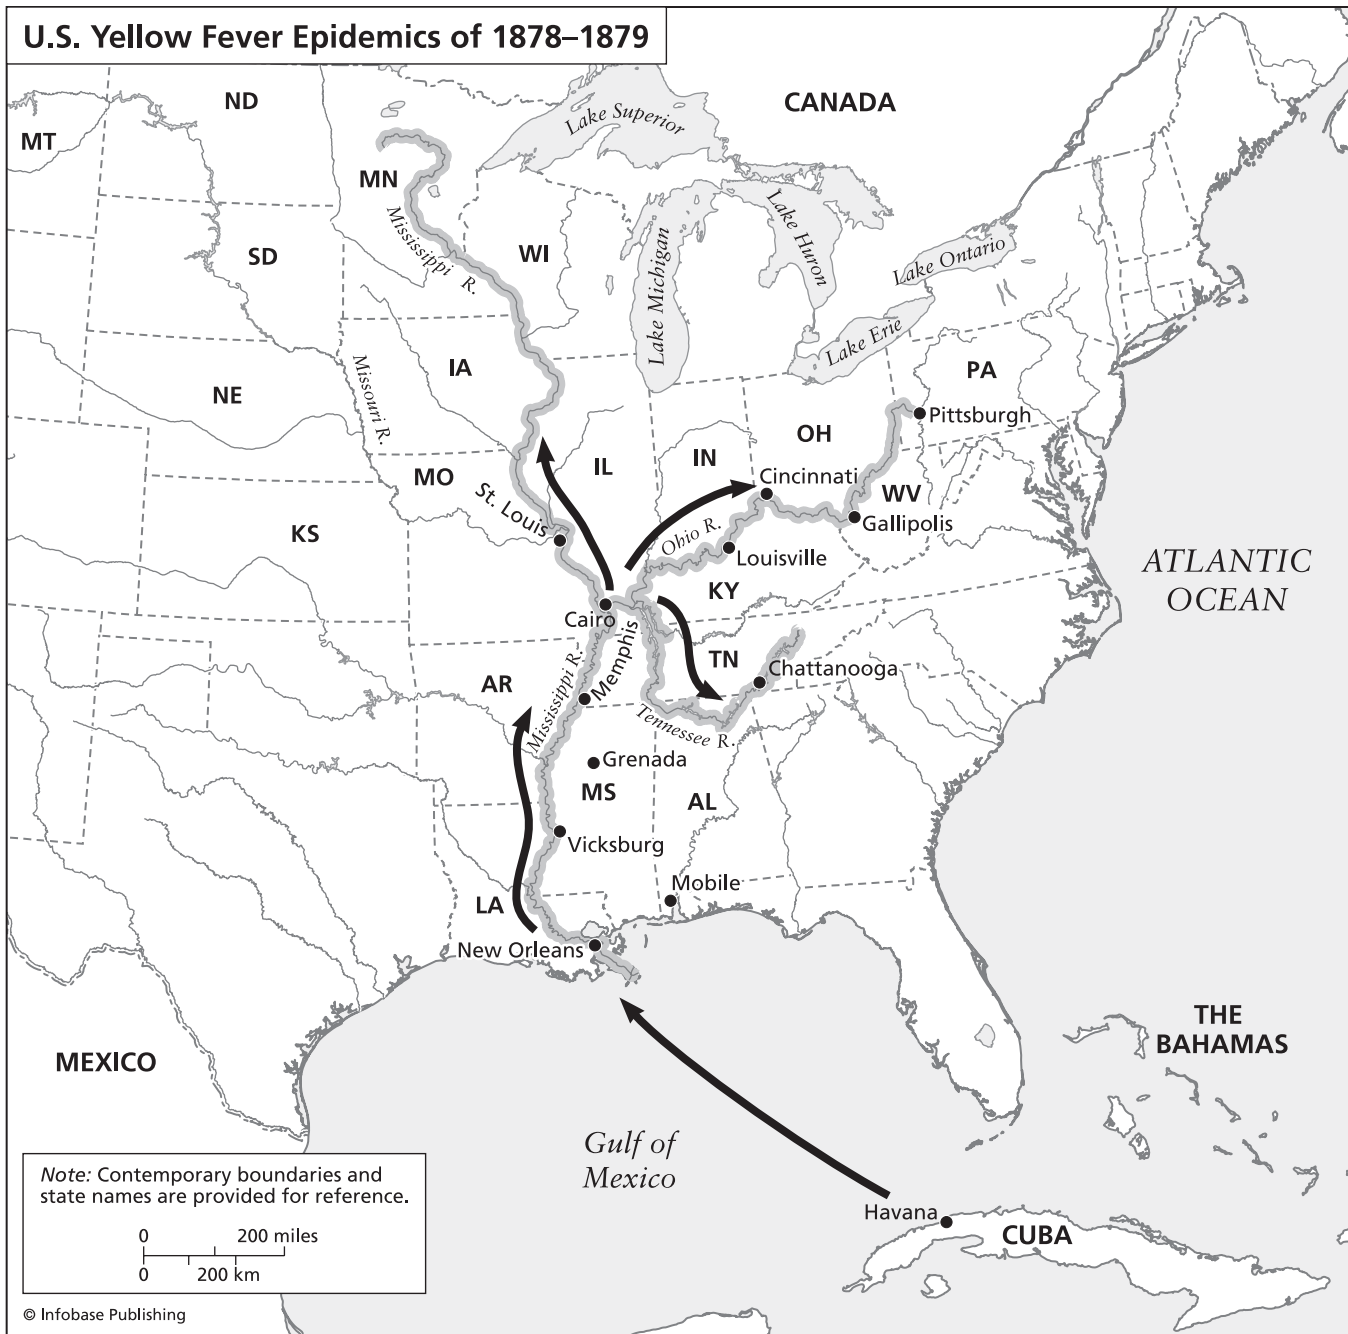 U.S. Yellow Fever Epidemics of 1878–1879
CANADA
ND
MT
Lake Superior
MN
Mississippi R.
SD
WI
Lake Michigan
Lake Huron
Lake Ontario
Lake Erie
IA
PA
NE
Missouri R.
Pittsburgh
OH
IN
IL
MO
Cincinnati
WV
St. Louis
Gallipolis
KS
Ohio R.
Louisville
ATLANTIC
OCEAN
KY
Cairo
Memphis
TN
Chattanooga
AR
Mississippi R.
Tennessee R.
Grenada
MS
AL
Vicksburg
Mobile
LA
New Orleans
THE
BAHAMAS
MEXICO
Gulf of
Mexico
Note: Contemporary boundaries and
state names are provided for reference.
0 200 miles
0 200 km
Havana
CUBA
© Infobase Publishing